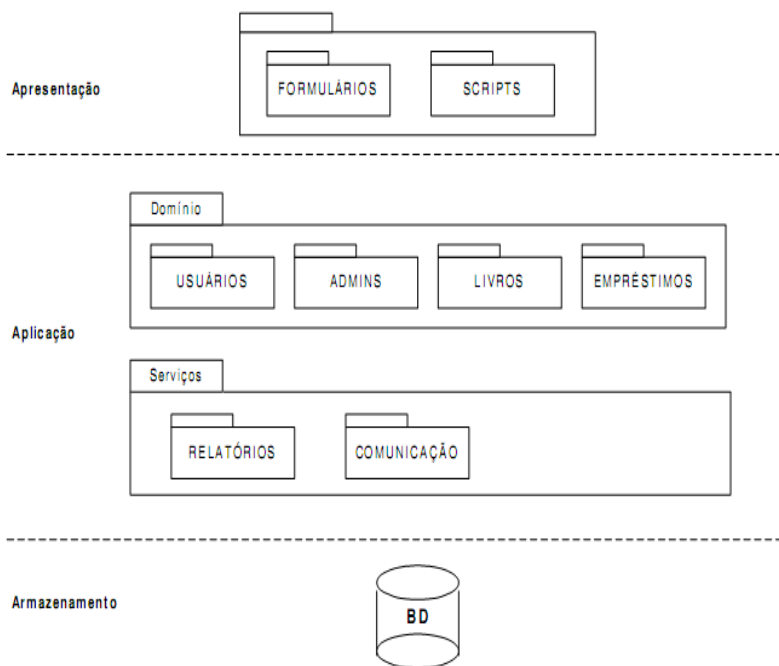 Apresentação
FORMULÁRIOS
SCRIPTS
Domínio
USUÁRIOS
ADMINS
LIVROS
EMPRÉSTIMOS
Aplicação
Serviços
RELATÓRIOS
COMUNICAÇÃO
Armazenamento
BD